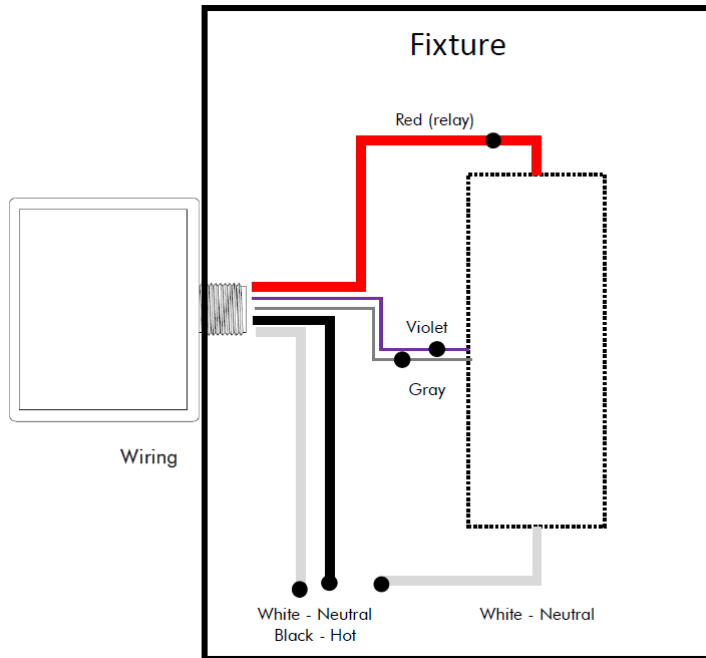 Fixture
Red (relay)
Violet
Gray
Wiring
White - Neutral
Black - Hot
White - Neutral